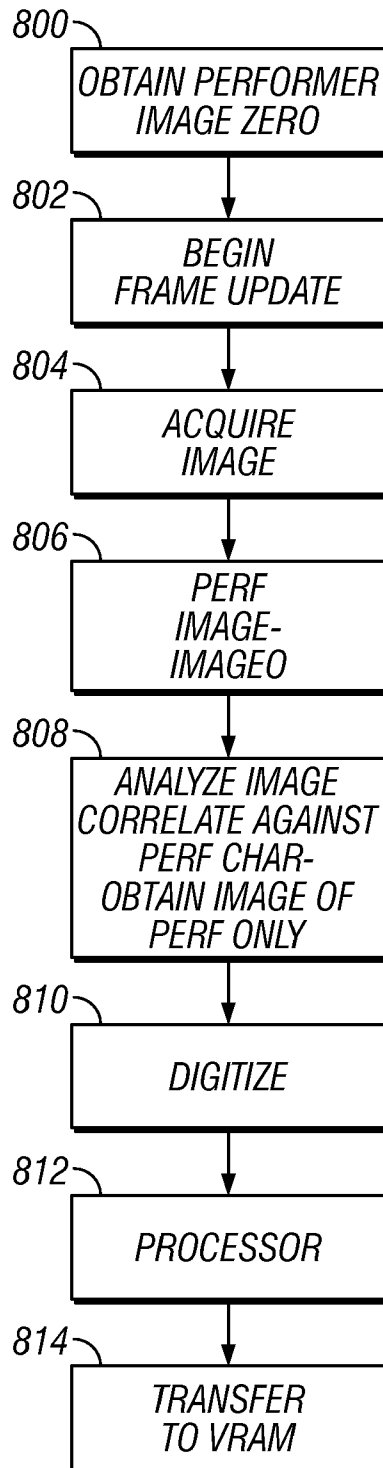 800
OBTAIN PERFORMER
IMAGE ZERO
802
BEGIN
FRAME UPDATE
804
ACQUIRE
IMAGE
806
PERF
IMAGE-
IMAGEO
808
ANALYZE IMAGE
CORRELATE AGAINST
PERF CHAR-
OBTAIN IMAGE OF
PERF ONLY
810
DIGITIZE
812
PROCESSOR
814
TRANSFER
TO VRAM